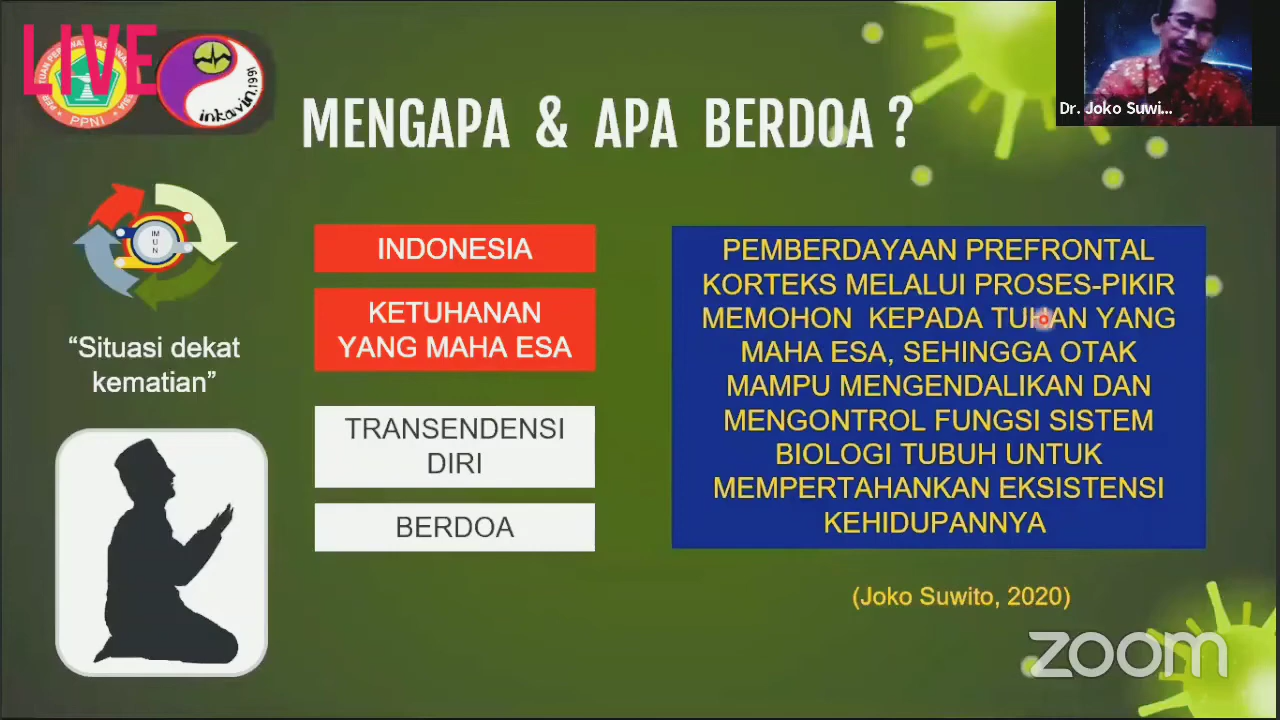 LIVE
PPNI
inkavin.1991
MENGAPA & APA BERDOA ?
Dr. Joko Suwi...
IMUN
“Situasi dekat
kematian”
INDONESIA
KETUHANAN
YANG MAHA ESA
TRANSENDENSI
DIRI
BERDOA
PEMBERDAYAAN PREFRONTAL
KORTEKS MELALUI PROSES-PIKIR
MEMOHON KEPADA TUHAN YANG
MAHA ESA, SEHINGGA OTAK
MAMPU MENGENDALIKAN DAN
MENGONTROL FUNGSI SISTEM
BIOLOGI TUBUH UNTUK
MEMPERTAHANKAN EKSISTENSI
KEHIDUPANNYA
(Joko Suwito, 2020)
zoom